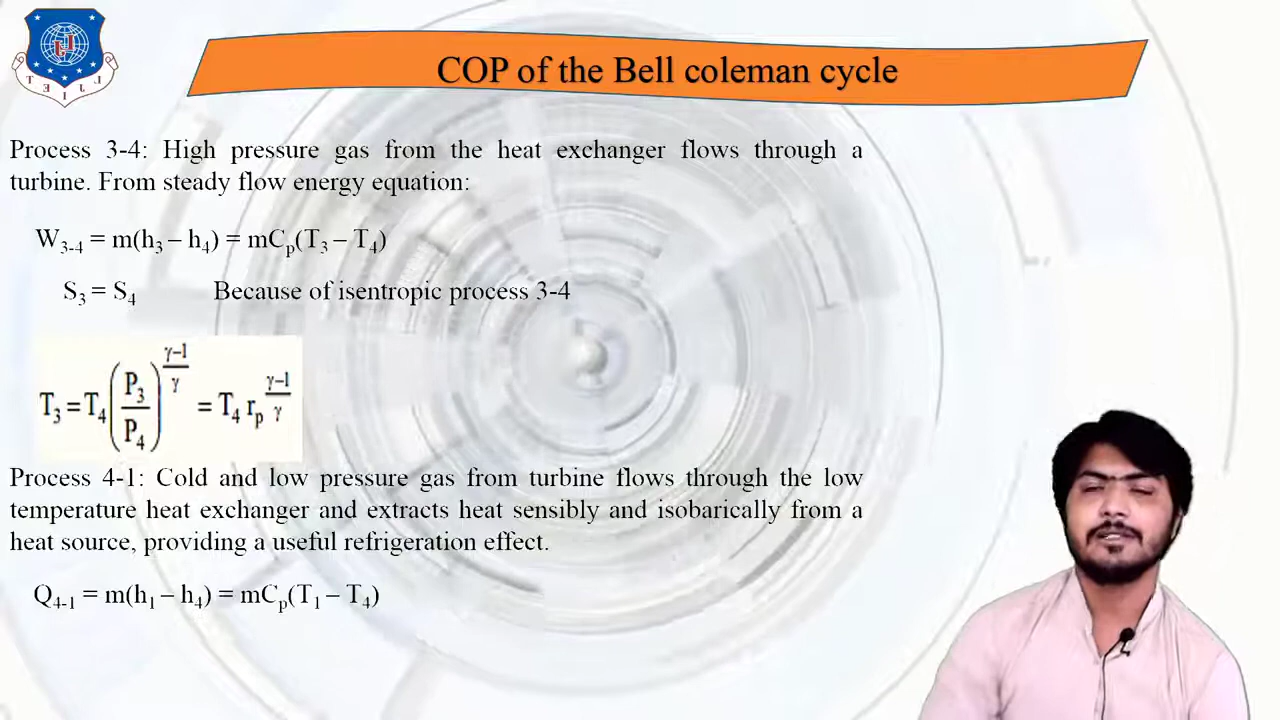 COP of the Bell coleman cycle
Process 3-4: High pressure gas from the heat exchanger flows through a
turbine. From steady flow energy equation:
W₃₋₄ = m(h₃ – h₄) = mCₚ(T₃ – T₄)
S₃ = S₄ Because of isentropic process 3-4
T₃ = T₄ (P₃/P₄)^((γ–1)/γ) = T₄ rₚ^((γ–1)/γ)
Process 4-1: Cold and low pressure gas from turbine flows through the low
temperature heat exchanger and extracts heat sensibly and isobarically from a
heat source, providing a useful refrigeration effect.
Q₄₋₁ = m(h₁ – h₄) = mCₚ(T₁ – T₄)